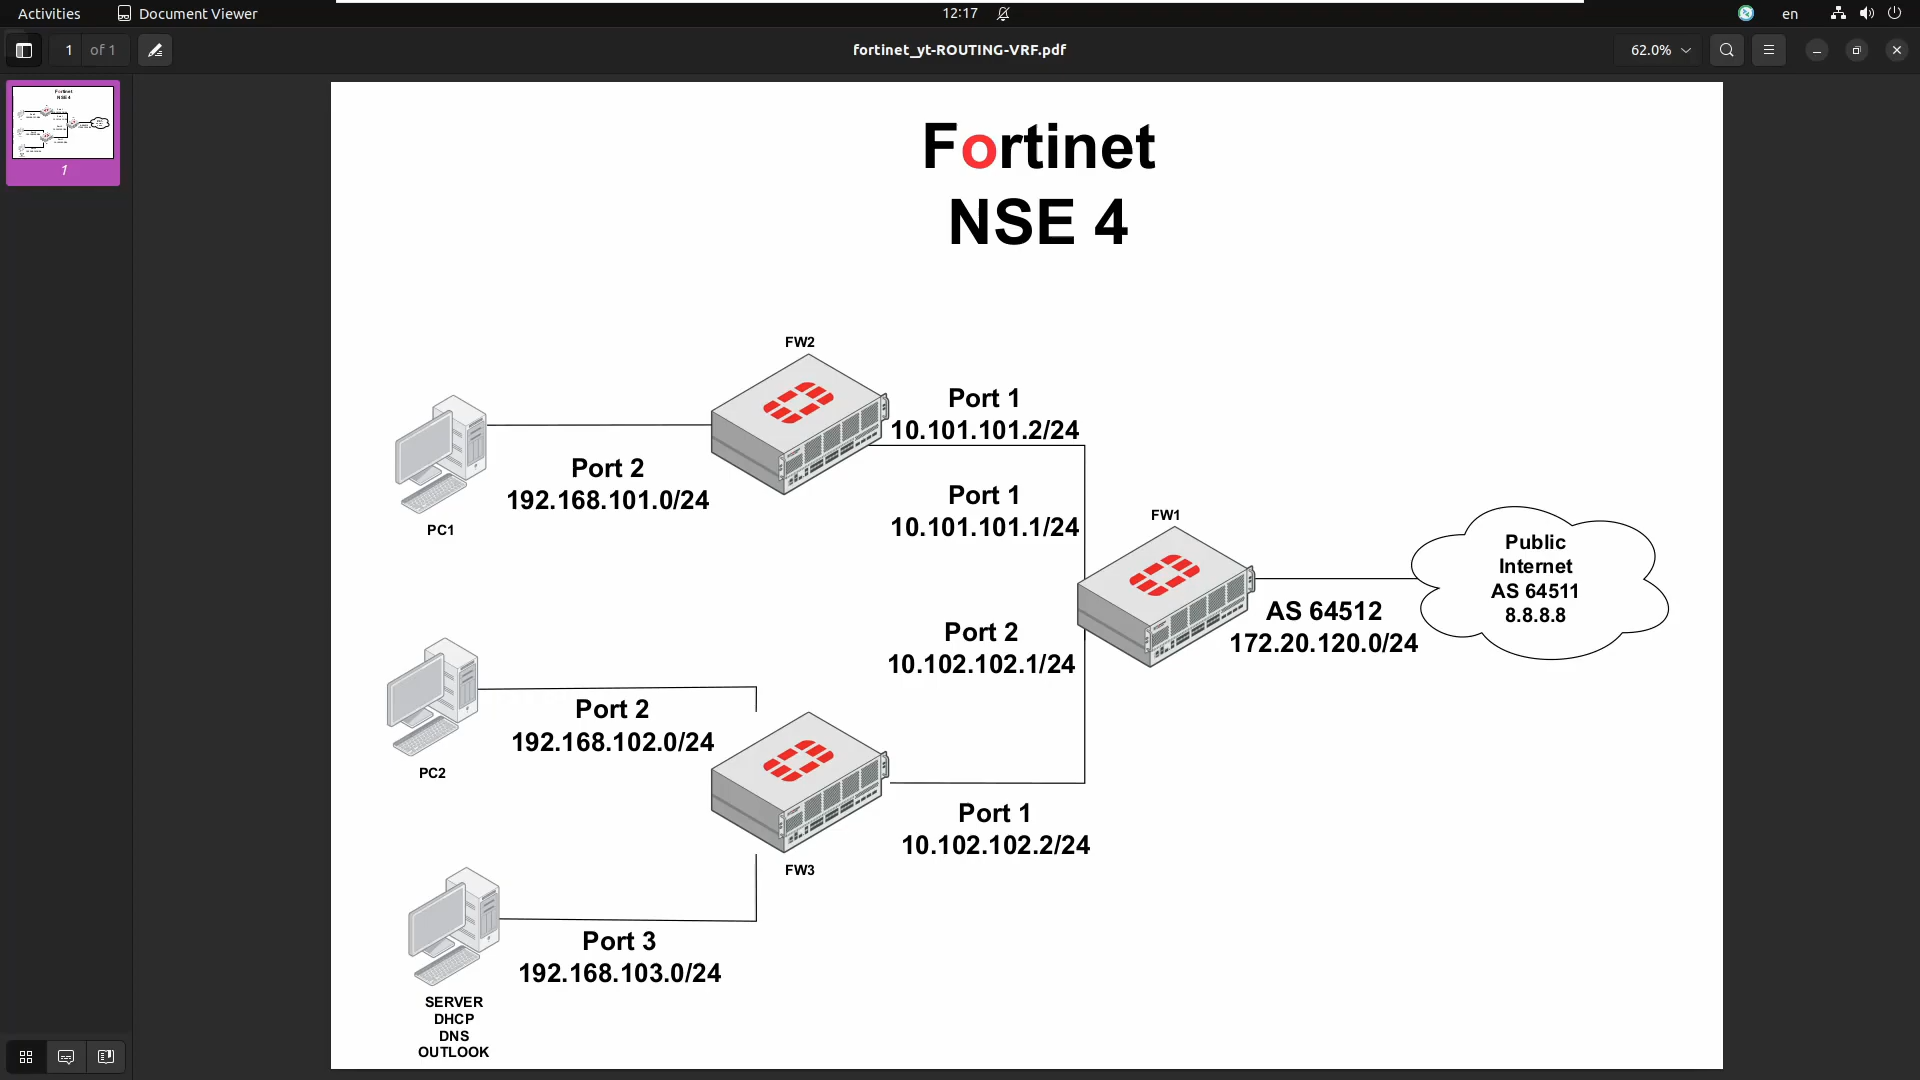 Activities
Document Viewer
12:17
en
1
of 1
fortinet_yt-ROUTING-VRF.pdf
62.0%
1
Fortinet
NSE 4
FW2
Port 1
10.101.101.2/24
Port 2
192.168.101.0/24
PC1
Port 1
10.101.101.1/24
FW1
Public
Internet
AS 64511
8.8.8.8
AS 64512
172.20.120.0/24
Port 2
10.102.102.1/24
Port 2
192.168.102.0/24
PC2
Port 1
10.102.102.2/24
FW3
Port 3
192.168.103.0/24
SERVER
DHCP
DNS
OUTLOOK